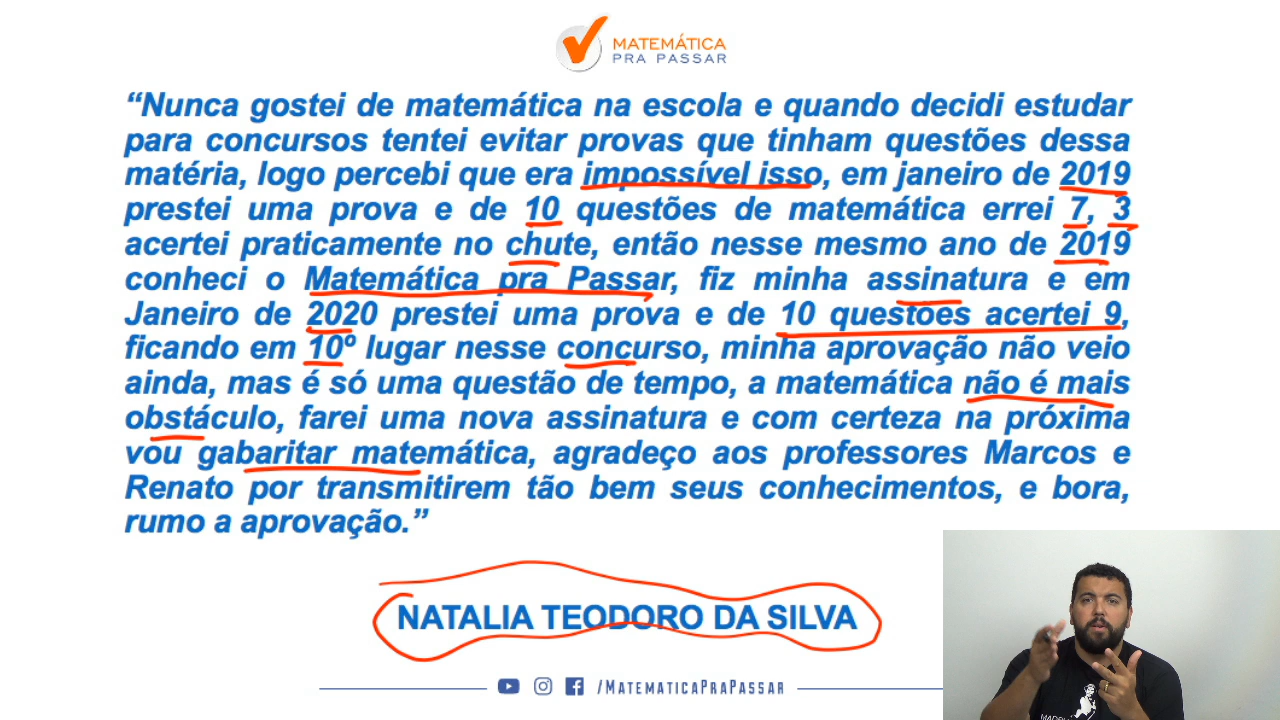 MATEMÁTICA
PRA PASSAR
“Nunca gostei de matemática na escola e quando decidi estudar
para concursos tentei evitar provas que tinham questões dessa
matéria, logo percebi que era impossível isso, em janeiro de 2019
prestei uma prova e de 10 questões de matemática errei 7, 3
acertei praticamente no chute, então nesse mesmo ano de 2019
conheci o Matemática pra Passar, fiz minha assinatura e em
Janeiro de 2020 prestei uma prova e de 10 questões acertei 9,
ficando em 10º lugar nesse concurso, minha aprovação não veio
ainda, mas é só uma questão de tempo, a matemática não é mais
obstáculo, farei uma nova assinatura e com certeza na próxima
vou gabaritar matemática, agradeço aos professores Marcos e
Renato por transmitirem tão bem seus conhecimentos, e bora,
rumo a aprovação.”
NATALIA TEODORO DA SILVA
/MATEMATICAPRAPASSAR